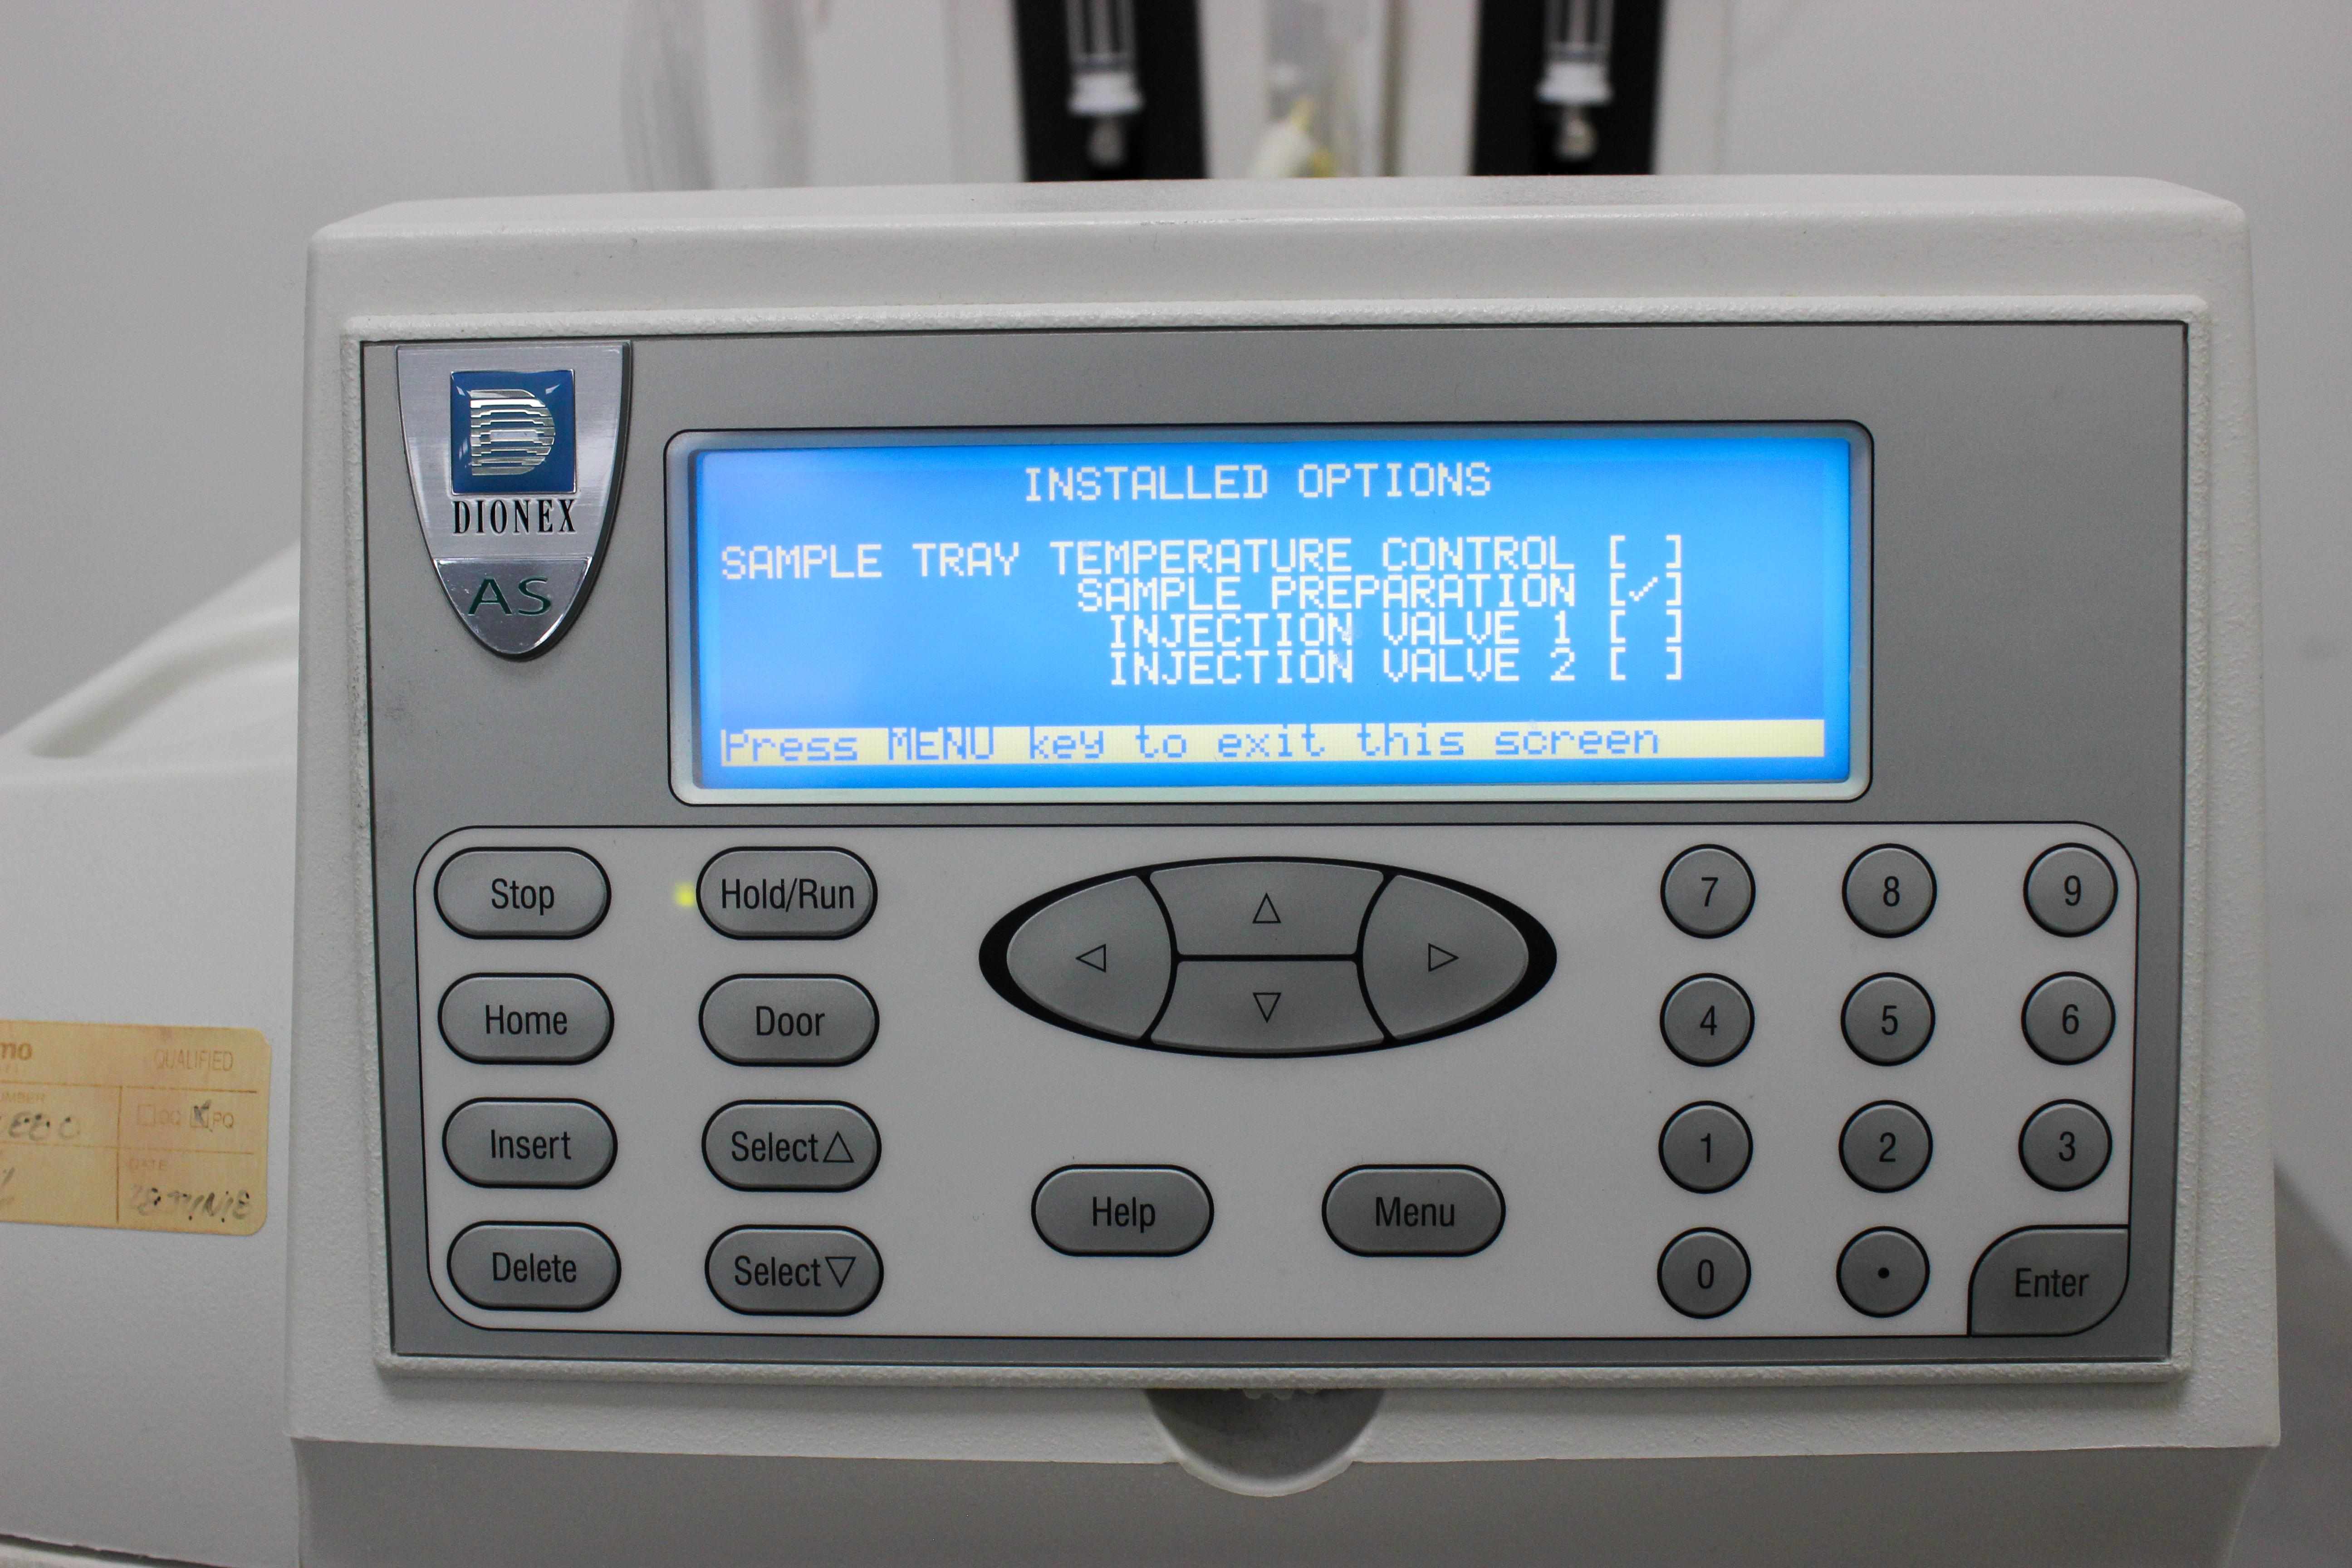 DIONEX
AS
INSTALLED OPTIONS
SAMPLE TRAY TEMPERATURE CONTROL [ ]
SAMPLE PREPARATION [✓]
INJECTION VALVE 1 [ ]
INJECTION VALVE 2 [ ]
Press MENU key to exit this screen
Stop Hold/Run 7 8 9
Home Door 4 5 6
Insert Select△ 1 2 3
Delete Select▽ Help Menu 0 • Enter
QUALIFIED
PQ
DATE